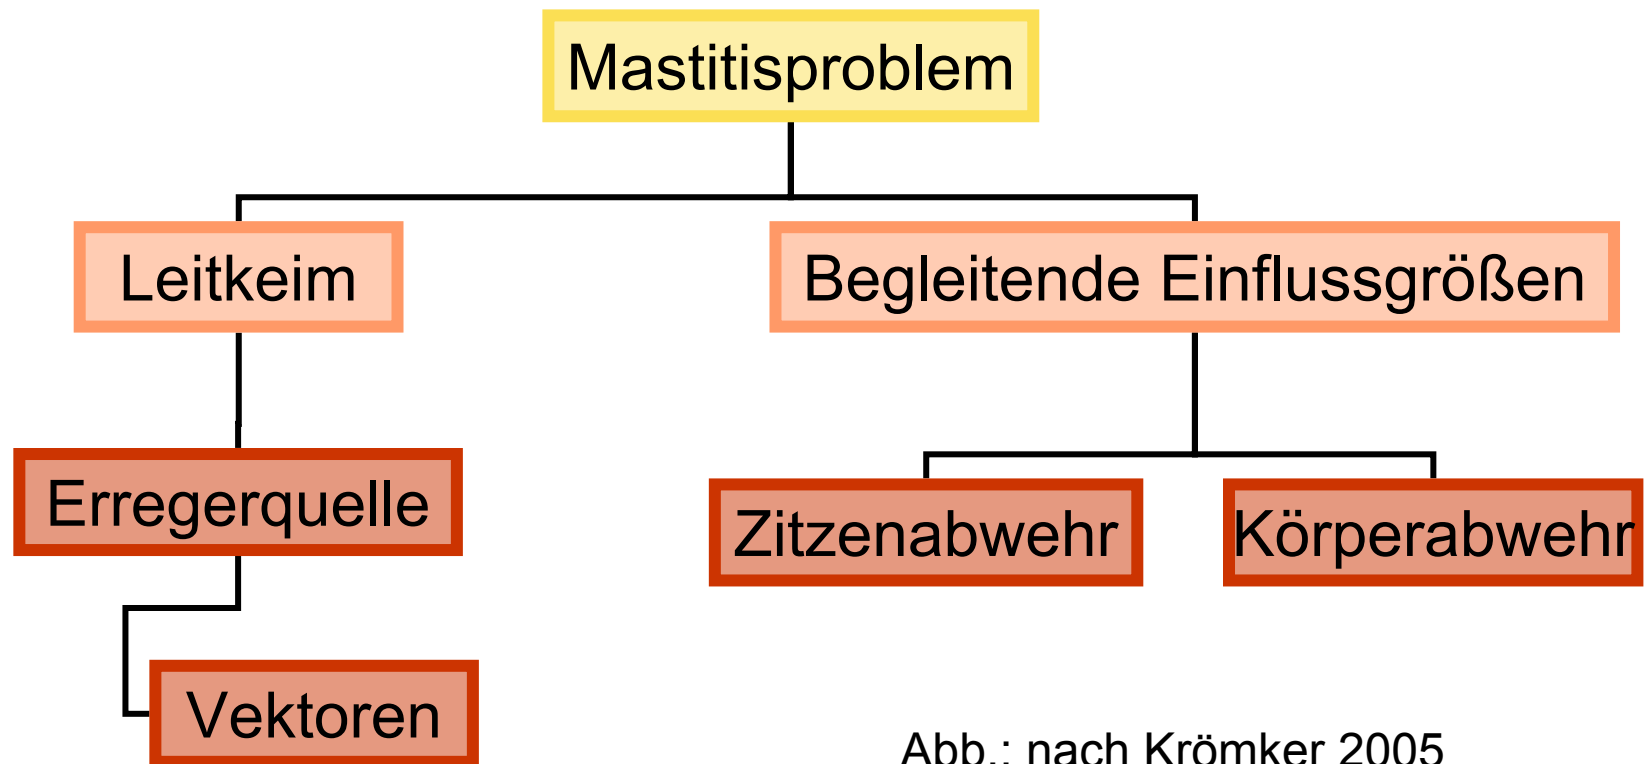 Mastitisproblem
Leitkeim
Begleitende Einflussgrößen
Erregerquelle
Zitzenabwehr
Körperabwehr
Vektoren
Abb.: nach Krömker 2005